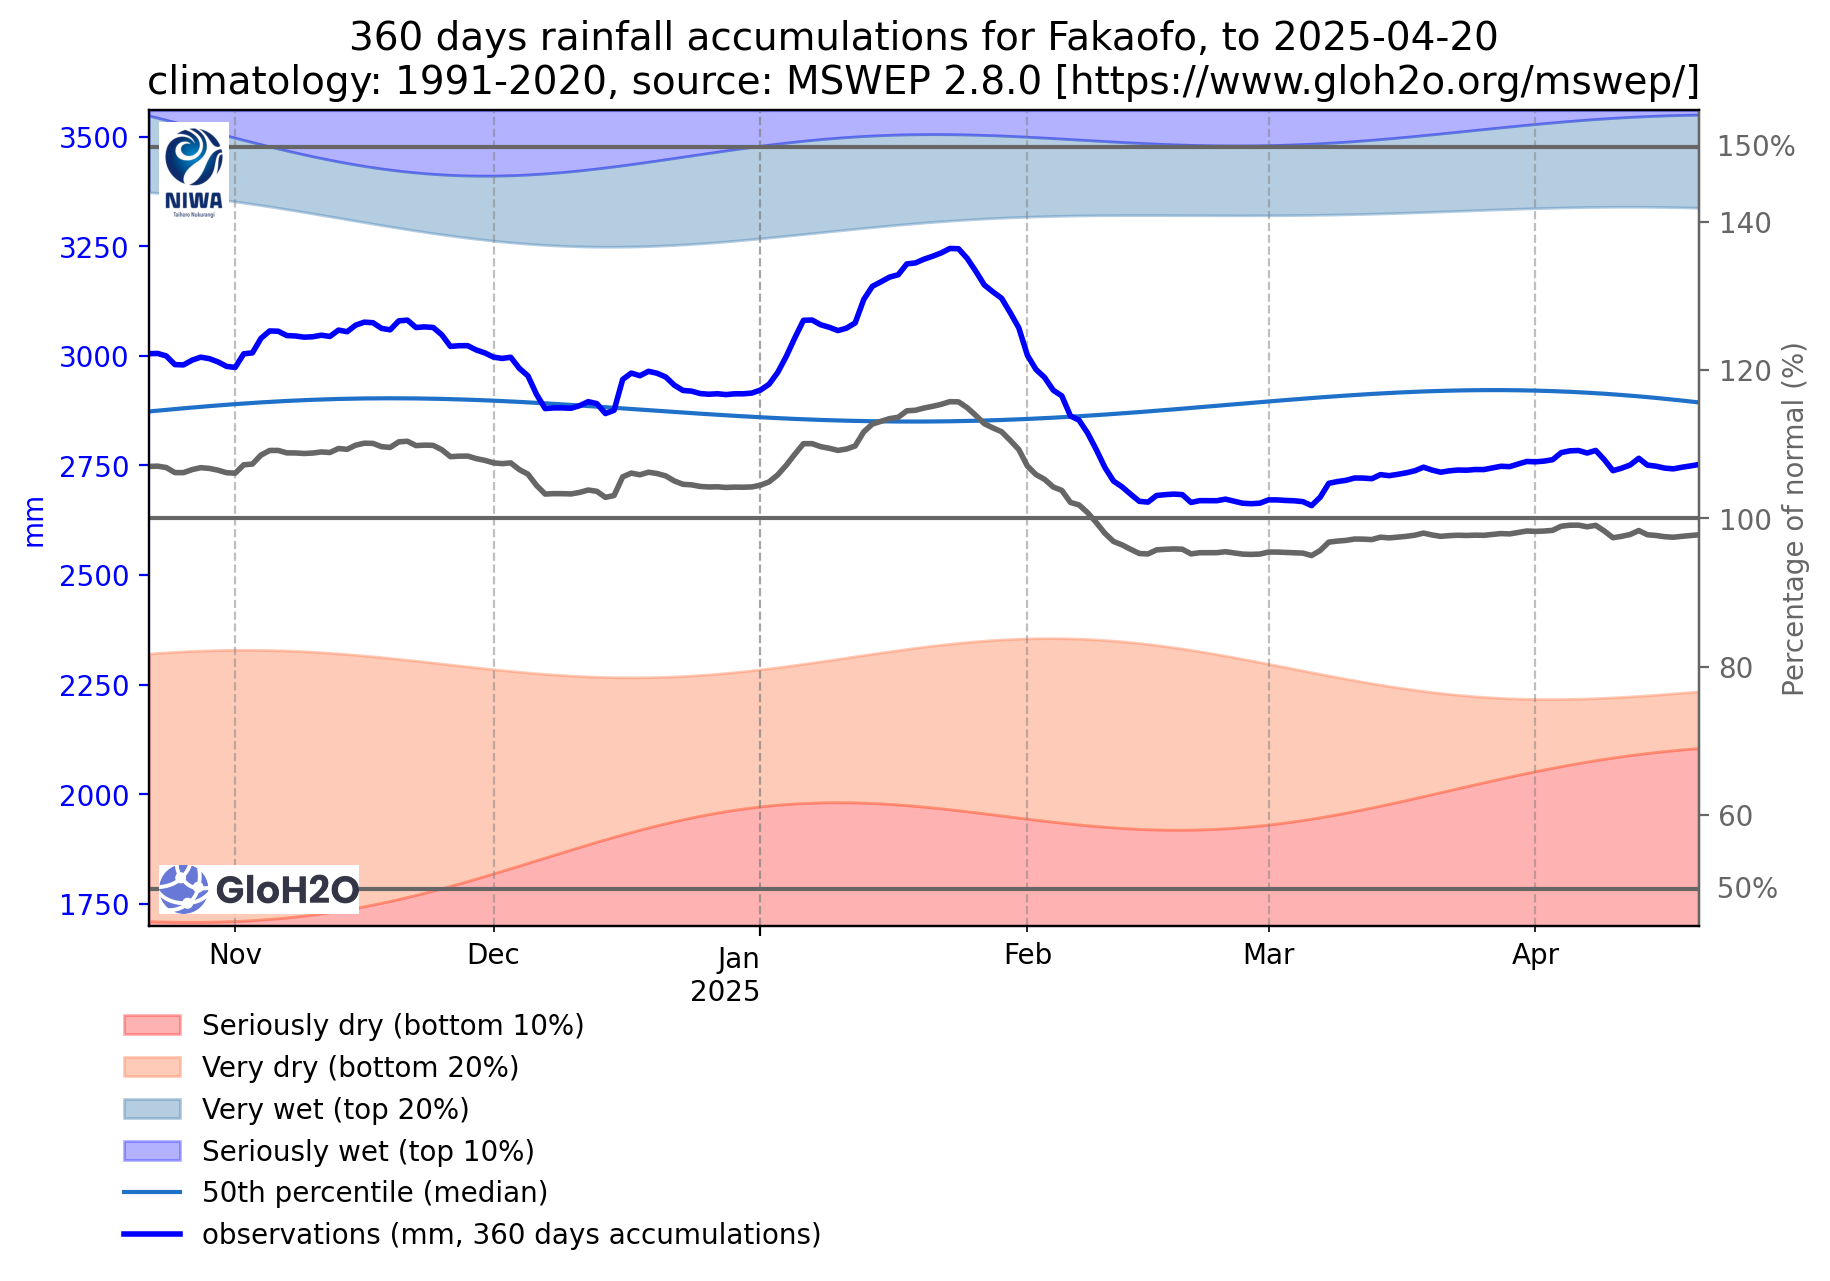 360 days rainfall accumulations for Fakaofo, to 2025-04-20
climatology: 1991-2020, source: MSWEP 2.8.0 [https://www.gloh2o.org/mswep/]
3500
3250
3000
2750
2500
2250
2000
1750
mm
NIWA
Taihoro Nukurangi
GloH2O
150%
140
120
100
80
60
50%
Percentage of normal (%)
Nov
Dec
Jan
2025
Feb
Mar
Apr
Seriously dry (bottom 10%)
Very dry (bottom 20%)
Very wet (top 20%)
Seriously wet (top 10%)
50th percentile (median)
observations (mm, 360 days accumulations)